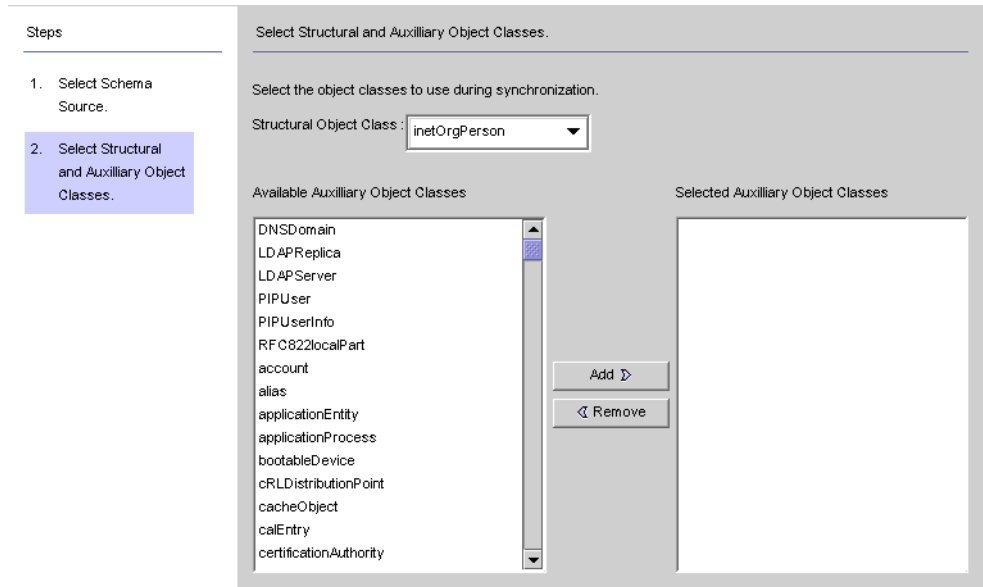 Steps
1. Select Schema
Source.
2. Select Structural
and Auxilliary Object
Classes.
Select Structural and Auxilliary Object Classes.
Select the object classes to use during synchronization.
Structural Object Class : inetOrgPerson
Available Auxilliary Object Classes
DNSDomain
LDAPReplica
LDAPServer
PIPUser
PIPUserInfo
RFC822localPart
account
alias
applicationEntity
applicationProcess
bootableDevice
cRLDistributionPoint
cacheObject
calEntry
certificationAuthority
Add
Remove
Selected Auxilliary Object Classes